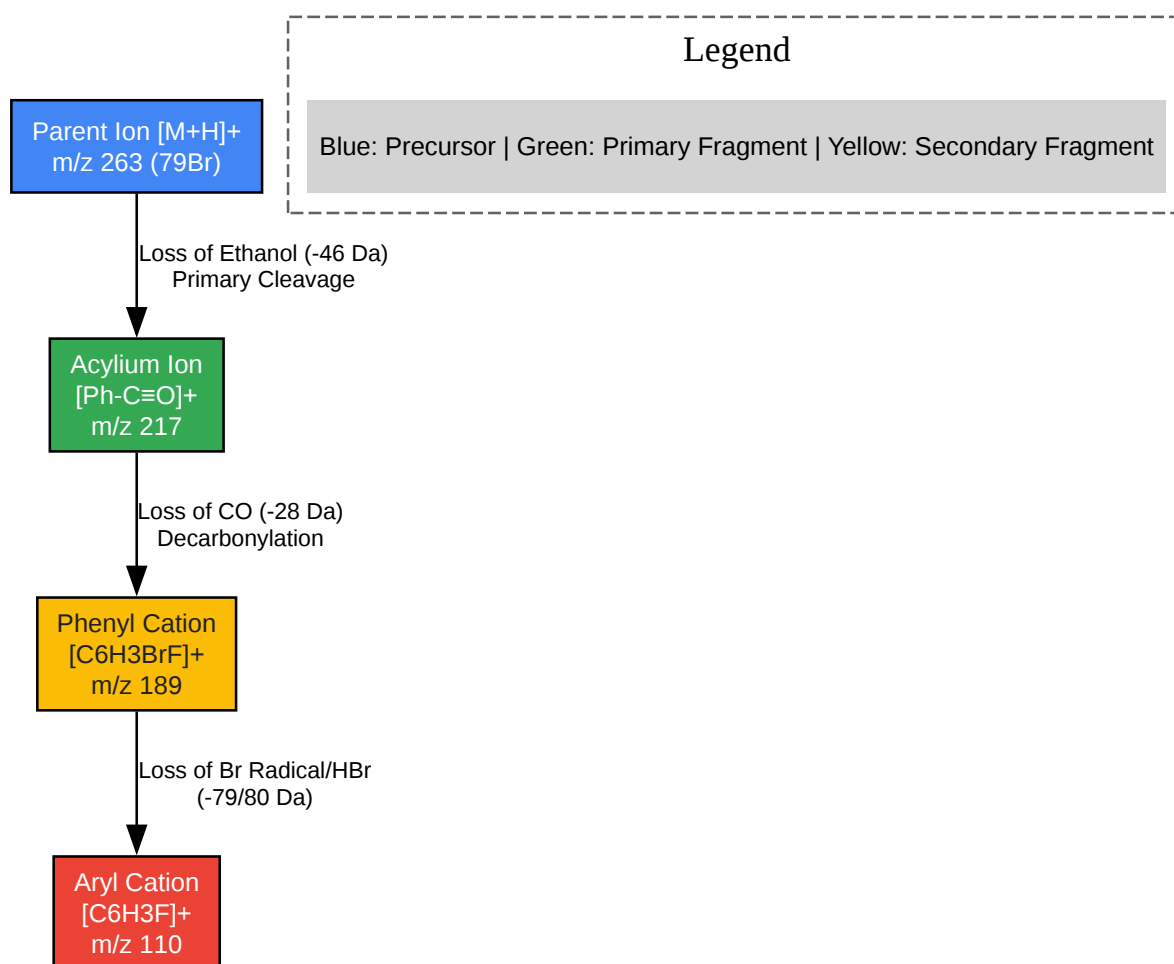 Legend
Blue: Precursor | Green: Primary Fragment | Yellow: Secondary Fragment
Parent Ion [M+H]+
m/z 263 (79Br)
Loss of Ethanol (-46 Da)
Primary Cleavage
Acylium Ion
[Ph-C≡O]+
m/z 217
Loss of CO (-28 Da)
Decarbonylation
Phenyl Cation
[C6H3BrF]+
m/z 189
Loss of Br Radical/HBr
(-79/80 Da)
Aryl Cation
[C6H3F]+
m/z 110